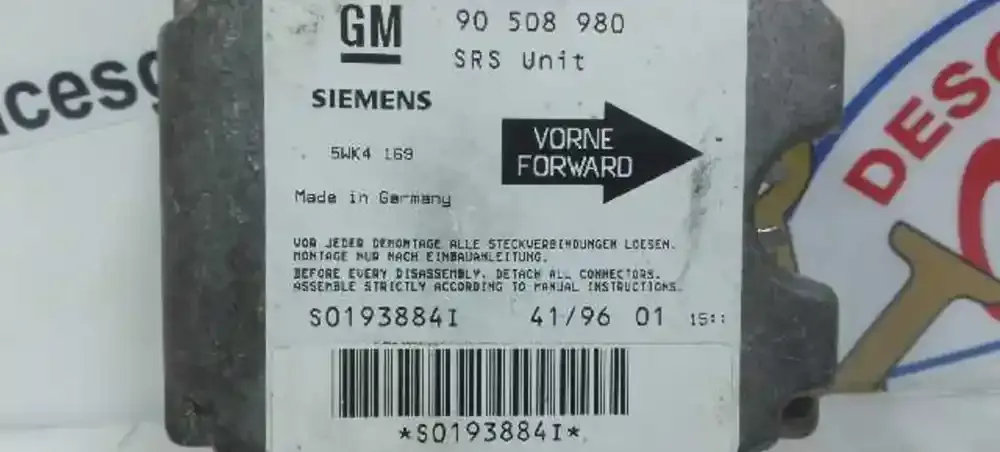 GM
90 508 980
SRS Unit
SIEMENS
5WK4 169
VORNE
FORWARD
Made in Germany
VOR JEDER DEMONTAGE ALLE STECKVERBINDUNGEN LOESEN.
MONTAGE NUR NACH EINBAUANLEITUNG.
BEFORE EVERY DISASSEMBLY. DETACH ALL CONNECTORS.
ASSEMBLE STRICTLY ACCORDING TO MANUAL INSTRUCTIONS.
S0193884I 41/96 01
*S0193884I*
cesg
DESG